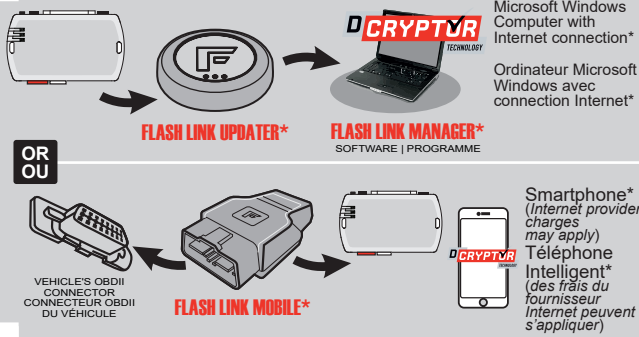 DCRYPTOR
TECHNOLOGY
Microsoft Windows
Computer with
Internet connection*
Ordinateur Microsoft
Windows avec
connection Internet*
FLASH LINK UPDATER*
FLASH LINK MANAGER*
SOFTWARE | PROGRAMME
OR
OU
VEHICLE'S OBDII
CONNECTOR
CONNECTEUR OBDII
DU VÉHICULE
FLASH LINK MOBILE*
DCRYPTOR
TECHNOLOGY
Smartphone*
(Internet provider
charges
may apply)
Téléphone
Intelligent*
(des frais du
fournisseur
Internet peuvent
s'appliquer)